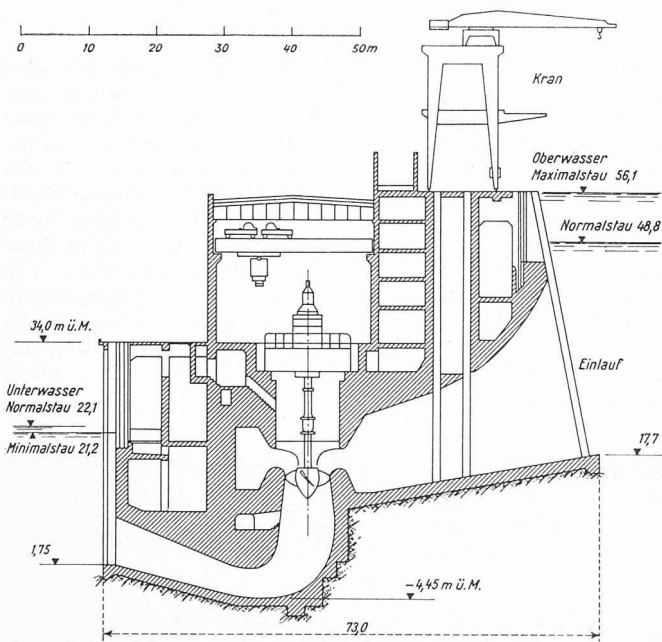 0 10 20 30 40 50 m
Kran
Oberwasser
Maximalstau 56,1
Normalstau 48,8
34,0 m ü.M.
Einlauf
Unterwasser
Normalstau 22,1
Minimalstau 21,2
17,7
1,75
−4,45 m ü.M.
73,0